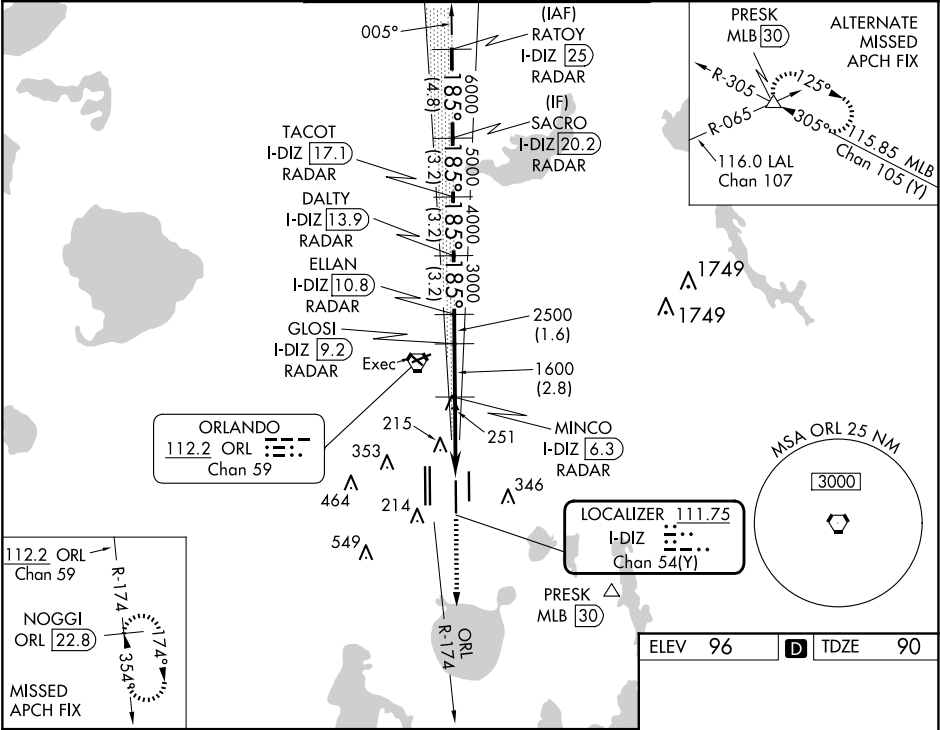 005°
(IAF)
RATOY
I-DIZ 25
RADAR
6000
185°
(4.8)
(IF)
SACRO
I-DIZ 20.2
RADAR
5000
185°
(3.2)
TACOT
I-DIZ 17.1
RADAR
4000
185°
(3.2)
DALTY
I-DIZ 13.9
RADAR
3000
185°
(3.2)
ELLAN
I-DIZ 10.8
RADAR
2500
(1.6)
GLOSI
I-DIZ 9.2
RADAR
Exec
1600
(2.8)
MINCO
I-DIZ 6.3
RADAR
251
215
353
464
214
346
549
1749
1749
ORLANDO
112.2 ORL
Chan 59
LOCALIZER 111.75
I-DIZ
Chan 54(Y)
PRESK
MLB 30
ORL
R-174
PRESK
MLB 30
ALTERNATE
MISSED
APCH FIX
R-305
125°
R-065
305°
115.85 MLB
Chan 105 (Y)
116.0 LAL
Chan 107
MSA ORL 25 NM
3000
112.2 ORL
Chan 59
R-174
NOGGI
ORL 22.8
174°
354°
MISSED
APCH FIX
ELEV 96
D
TDZE 90